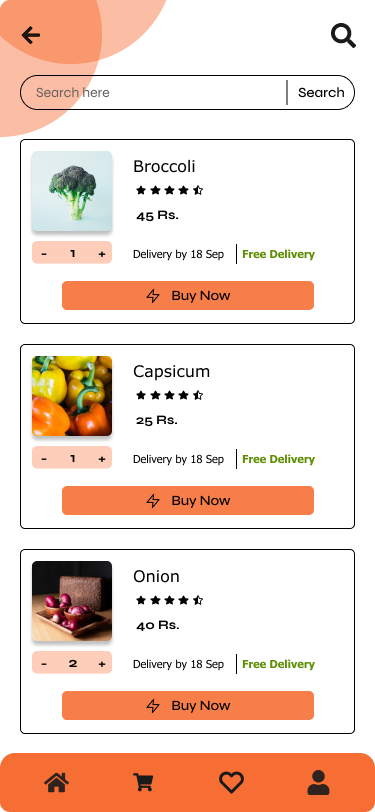 Search here
Search
Broccoli
45 Rs.
- 1 +
Delivery by 18 Sep
Free Delivery
Buy Now
Capsicum
25 Rs.
- 1 +
Delivery by 18 Sep
Free Delivery
Buy Now
Onion
40 Rs.
- 2 +
Delivery by 18 Sep
Free Delivery
Buy Now